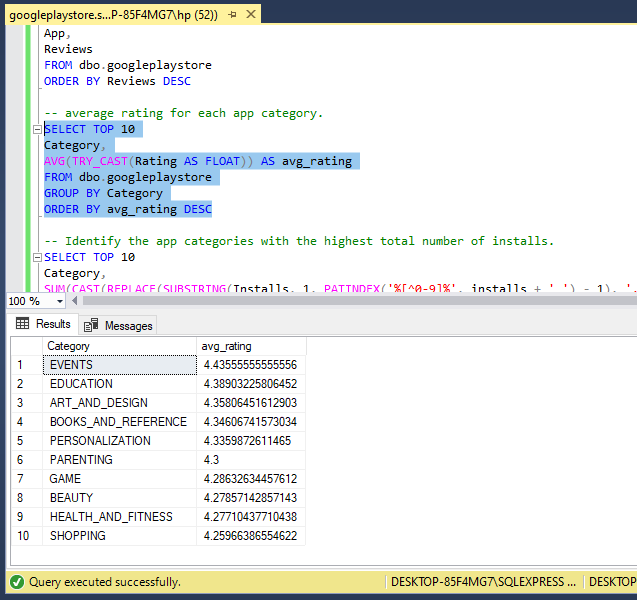 googleplaystore.s...P-85F4MG7\hp (52))
App,
Reviews
FROM dbo.googleplaystore
ORDER BY Reviews DESC
-- average rating for each app category.
SELECT TOP 10
Category,
AVG(TRY_CAST(Rating AS FLOAT)) AS avg_rating
FROM dbo.googleplaystore
GROUP BY Category
ORDER BY avg_rating DESC
-- Identify the app categories with the highest total number of installs.
SELECT TOP 10
Category,
SUM(CAST(REPLACE(SUBSTRING(Installs, 1, PATINDEX('%[^0-9]%', installs + ' ') - 1), '.
100 %
Results Messages
Category avg_rating
1 EVENTS 4.43555555555556
2 EDUCATION 4.38903225806452
3 ART_AND_DESIGN 4.35806451612903
4 BOOKS_AND_REFERENCE 4.34606741573034
5 PERSONALIZATION 4.3359872611465
6 PARENTING 4.3
7 GAME 4.28632634457612
8 BEAUTY 4.27857142857143
9 HEALTH_AND_FITNESS 4.27710437710438
10 SHOPPING 4.25966386554622
Query executed successfully. DESKTOP-85F4MG7\SQLEXPRESS ... DESKTOP